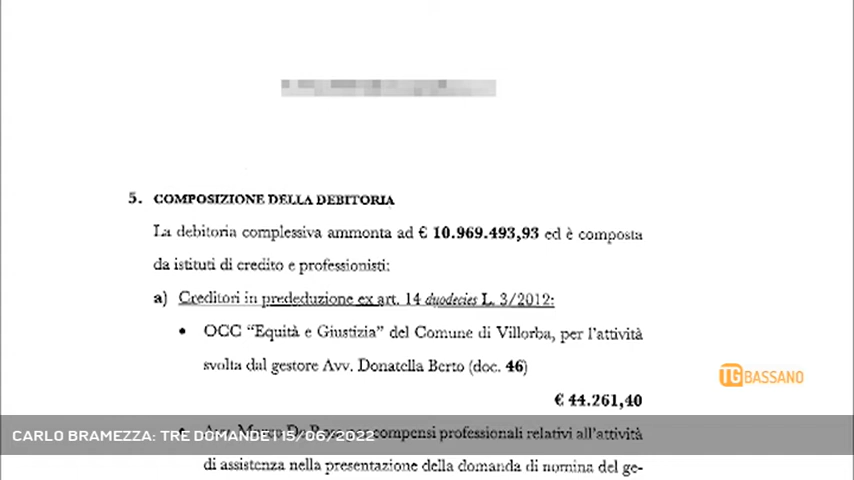 5. COMPOSIZIONE DELLA DEBITORIA
La debitoria complessiva ammonta ad € 10.969.493,93 ed è composta
da istituti di credito e professionisti:
a) Creditori in prededuzione ex art. 14 duodecies L. 3/2012:
• OCC “Equità e Giustizia” del Comune di Villorba, per l’attività
svolta dal gestore Avv. Donatella Berto (doc. 46)
€ 44.261,40
TG BASSANO
CARLO BRAMEZZA: TRE DOMANDE | 15/06/2022
compensi professionali relativi all’attività
di assistenza nella presentazione della domanda di nomina del ge-